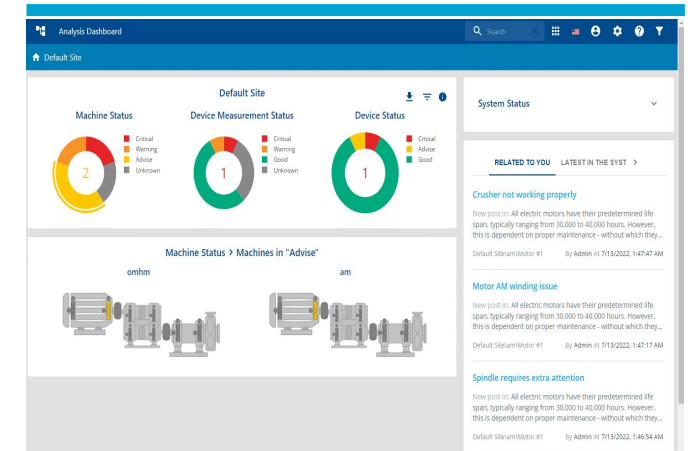 Analysis Dashboard
Search
Default Site
Default Site
Machine Status
Critical
Warning
Advise
Unknown
2
Device Measurement Status
Critical
Warning
Good
Unknown
1
Device Status
Critical
Advise
Good
1
Machine Status > Machines in "Advise"
omhm
am
System Status
RELATED TO YOU LATEST IN THE SYST >
Crusher not working properly
New post in: All electric motors have their predetermined life
span, typically ranging from 30,000 to 40,000 hours. However,
this is dependent on proper maintenance - without which they...
Default Site\am\Motor #1 By Admin At 7/13/2022, 1:47:47 AM
Motor AM winding issue
New post in: All electric motors have their predetermined life
span, typically ranging from 30,000 to 40,000 hours. However,
this is dependent on proper maintenance - without which they...
Default Site\am\Motor #1 By Admin At 7/13/2022, 1:47:17 AM
Spindle requires extra attention
New post in: All electric motors have their predetermined life
span, typically ranging from 30,000 to 40,000 hours. However,
this is dependent on proper maintenance - without which they...
Default Site\am\Motor #1 By Admin At 7/13/2022, 1:46:54 AM